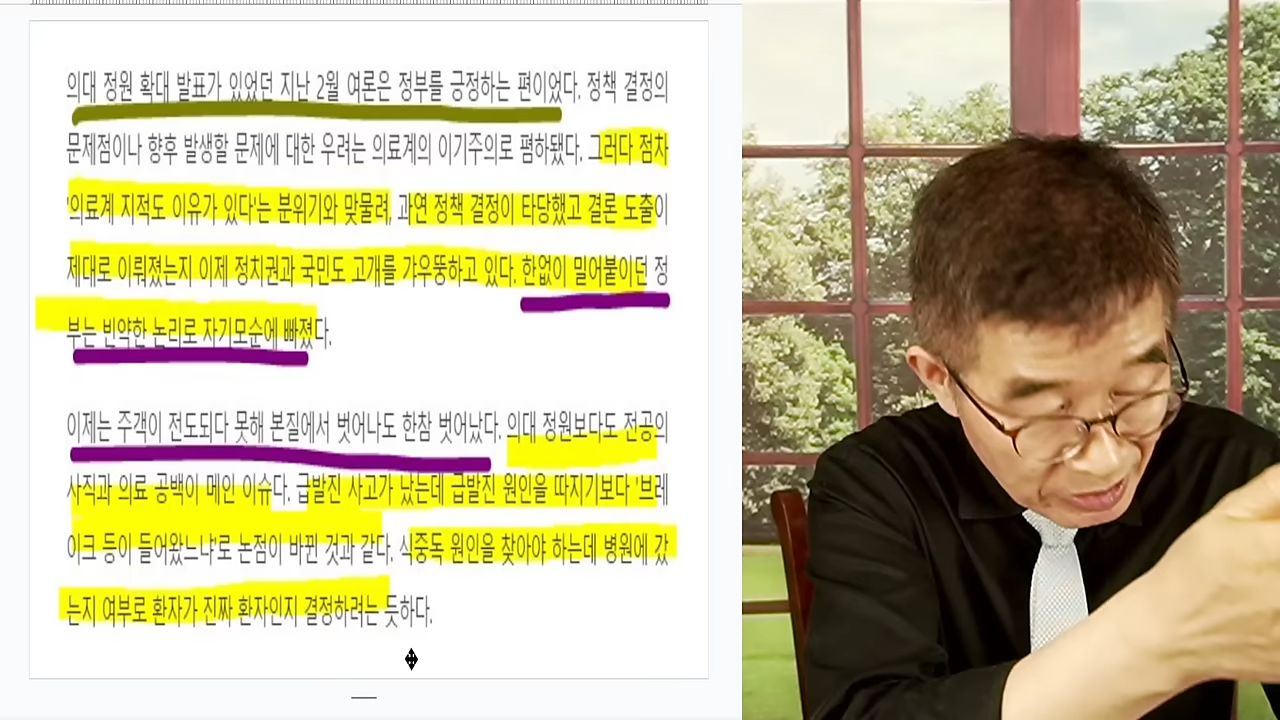 의대 정원 확대 발표가 있었던 지난 2월 여론은 정부를 긍정하는 편이었다. 정책 결정의
문제점이나 향후 발생할 문제에 대한 우려는 의료계의 이기주의로 폄하됐다. 그러다 점차
'의료계 지적도 이유가 있다'는 분위기와 맞물려, 과연 정책 결정이 타당했고 결론 도출이
제대로 이뤄졌는지 이제 정치권과 국민도 고개를 갸우뚱하고 있다. 한없이 밀어붙이던 정
부는 빈약한 논리로 자기모순에 빠졌다.
이제는 주객이 전도되다 못해 본질에서 벗어나도 한참 벗어났다. 의대 정원보다도 전공의
사직과 의료 공백이 메인 이슈다. 급발진 사고가 났는데 급발진 원인을 따지기보다 '브레
이크 등이 들어왔느냐'로 논점이 바뀐 것과 같다. 식중독 원인을 찾아야 하는데 병원에 갔
는지 여부로 환자가 진짜 환자인지 결정하려는 듯하다.